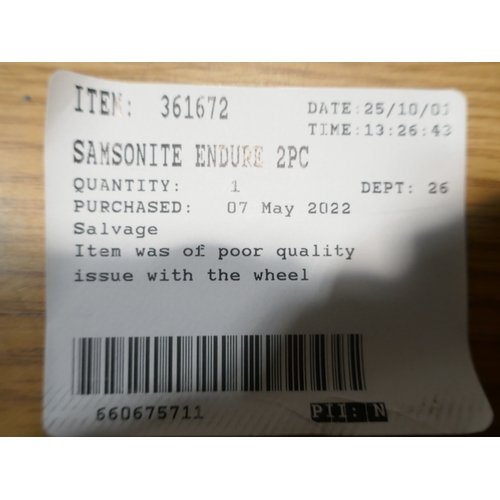 ITEM: 361672 DATE:25/10/01
TIME:13:26:43
SAMSONITE ENDURE 2PC
QUANTITY: 1 DEPT: 26
PURCHASED: 07 May 2022
Salvage
Item was of poor quality
issue with the wheel
660675711 PII: N